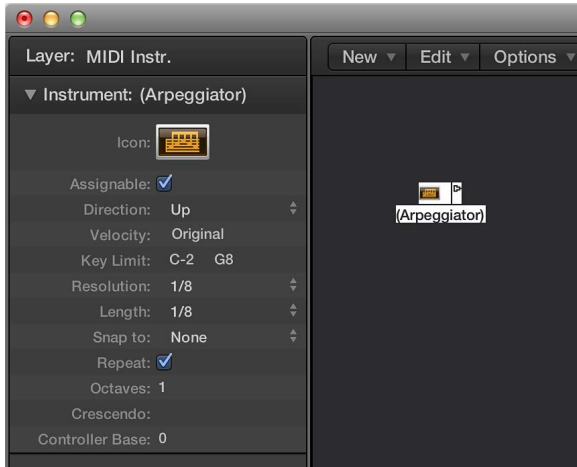 Layer: MIDI Instr.
New Edit Options
Instrument: (Arpeggiator)
Icon:
Assignable:
Direction: Up
Velocity: Original
Key Limit: C-2 G8
Resolution: 1/8
Length: 1/8
Snap to: None
Repeat:
Octaves: 1
Crescendo:
Controller Base: 0
(Arpeggiator)